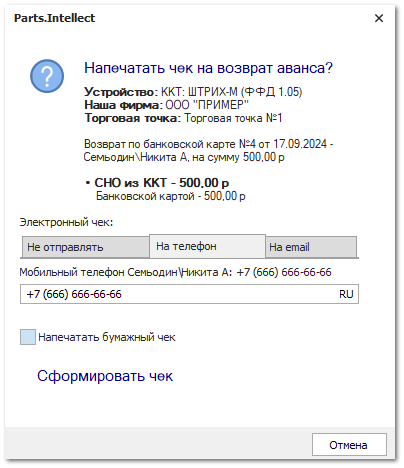 Parts.Intellect
Напечатать чек на возврат аванса?
Устройство: ККТ: ШТРИХ-М (ФФД 1.05)
Наша фирма: ООО "ПРИМЕР"
Торговая точка: Торговая точка №1
Возврат по банковской карте №4 от 17.09.2024 -
Семьодин\Никита А, на сумму 500,00 р
• СНО из ККТ - 500,00 р
Банковской картой - 500,00 р
Электронный чек:
Не отправлять На телефон На email
Мобильный телефон Семьодин\Никита А: +7 (666) 666-66-66
+7 (666) 666-66-66 RU
Напечатать бумажный чек
Сформировать чек
Отмена